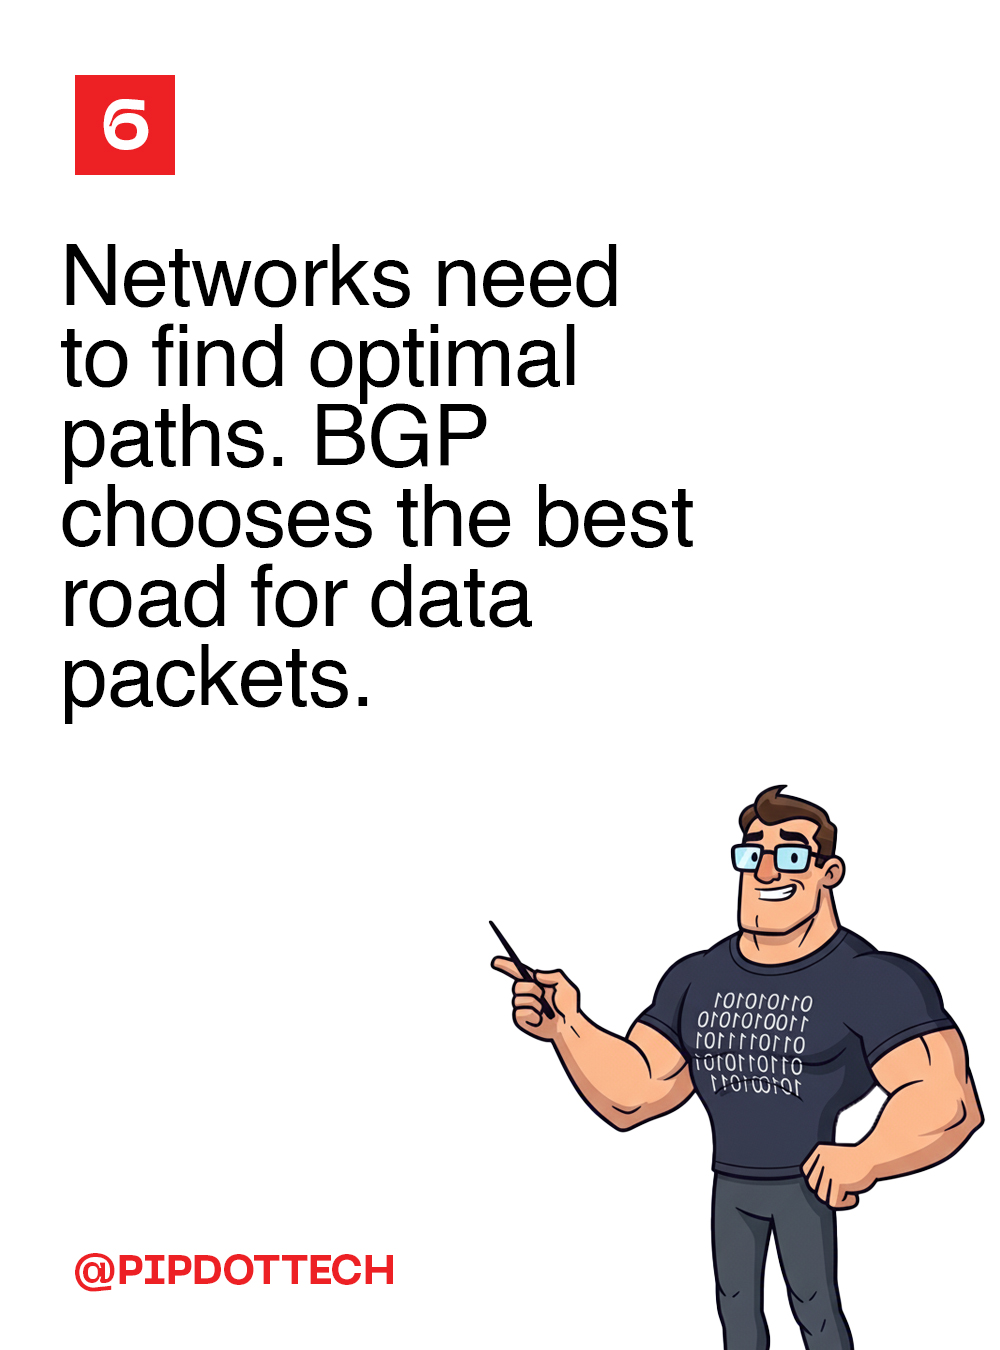 6
Networks need
to find optimal
paths. BGP
chooses the best
road for data
packets.
@PIPDOTTECH